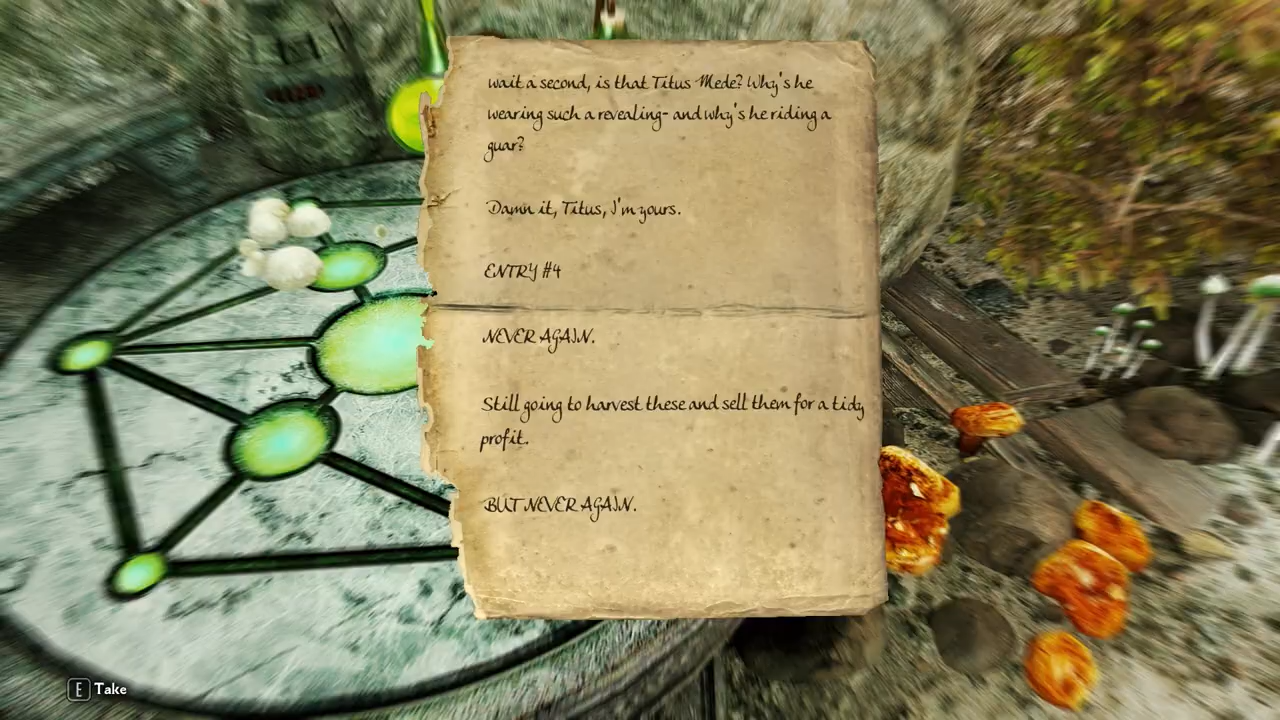 wait a second, is that Titus Mede? Why's he
wearing such a revealing- and why's he riding a
guar?
Damn it, Titus, I'm yours.
ENTRY #4
NEVER AGAIN.
Still going to harvest these and sell them for a tidy
profit.
BUT NEVER AGAIN.
E Take